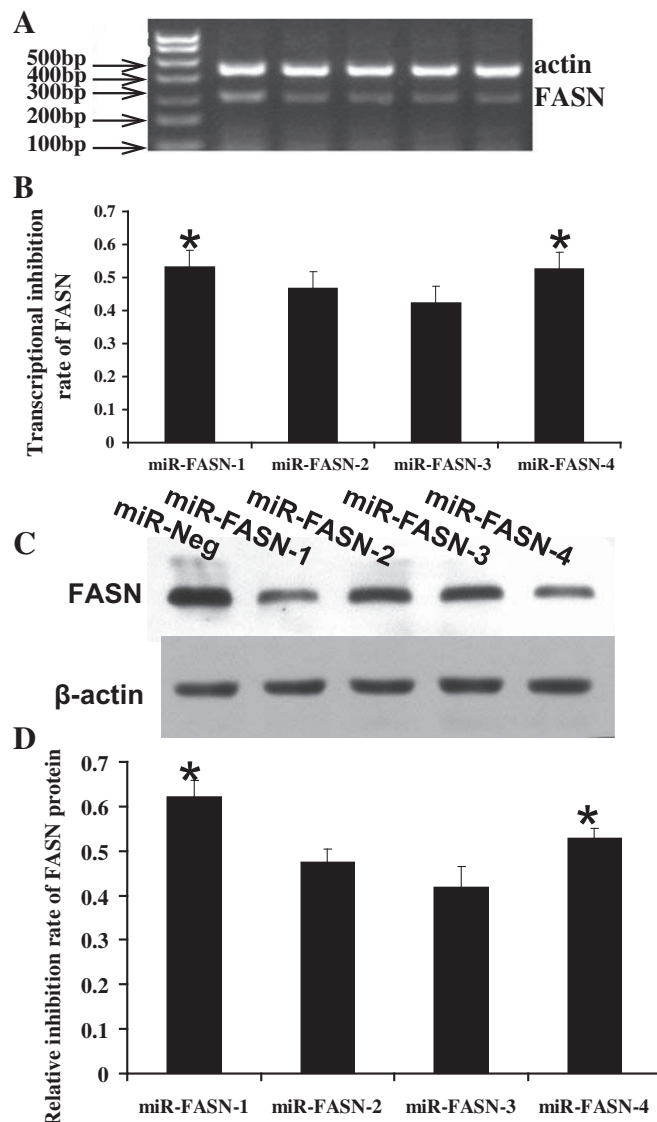 A
500bp
400bp
300bp
200bp
100bp
actin
FASN
B
Transcriptional inhibition
rate of FASN
0.7
0.6
0.5
0.4
0.3
0.2
0.1
0
*
*
miR-FASN-1 miR-FASN-2 miR-FASN-3 miR-FASN-4
C
miR-Neg
miR-FASN-1
miR-FASN-2
miR-FASN-3
miR-FASN-4
FASN
β-actin
D
Relative inhibition rate of FASN protein
0.7
0.6
0.5
0.4
0.3
0.2
0.1
0
*
*
miR-FASN-1 miR-FASN-2 miR-FASN-3 miR-FASN-4